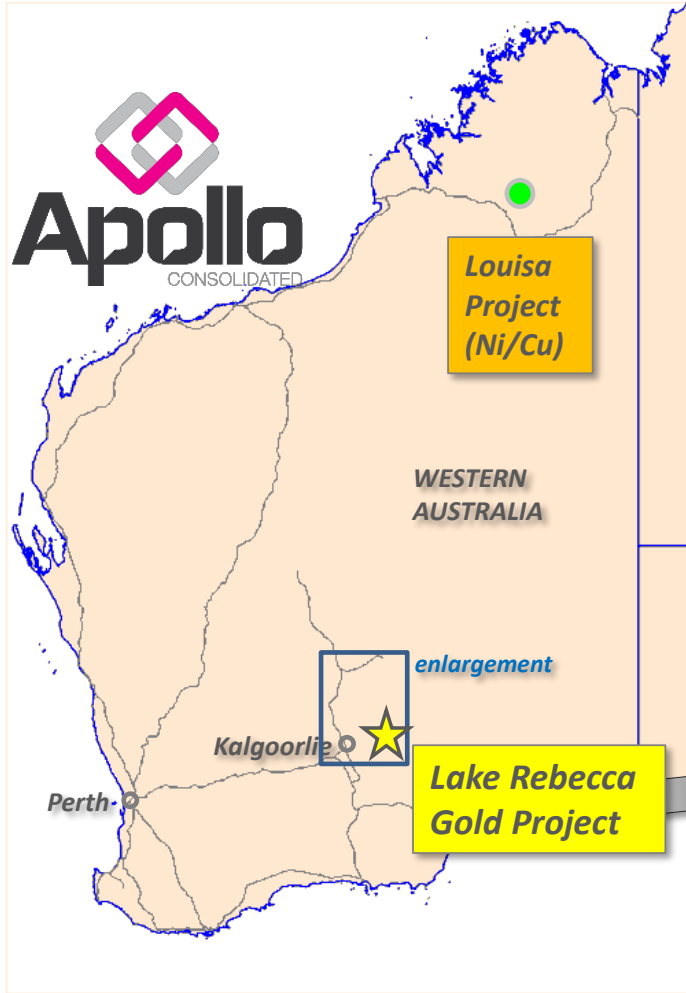 Apollo
CONSOLIDATED
Louisa
Project
(Ni/Cu)
WESTERN
AUSTRALIA
enlargement
Kalgoorlie
Lake Rebecca
Gold Project
Perth